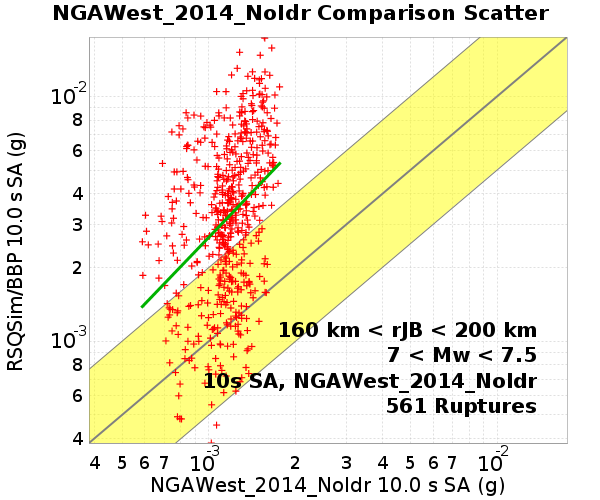 NGAWest_2014_NoIdr Comparison Scatter
RSQSim/BBP 10.0 s SA (g)
10-2
8
6
4
3
2
10-3
8
6
4
160 km < rJB < 200 km
7 < Mw < 7.5
10s SA, NGAWest_2014_NoIdr
561 Ruptures
4 5 6 7 10-3 2 3 4 5 6 7 10-2
NGAWest_2014_NoIdr 10.0 s SA (g)